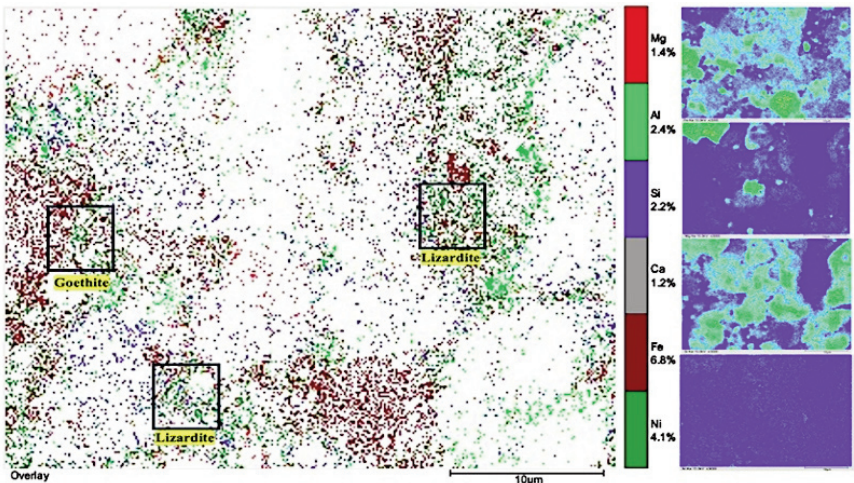 Goethite
Lizardite
Lizardite
Overlay
10µm
Mg
1.4%
Al
2.4%
Si
2.2%
Ca
1.2%
Fe
6.8%
Ni
4.1%